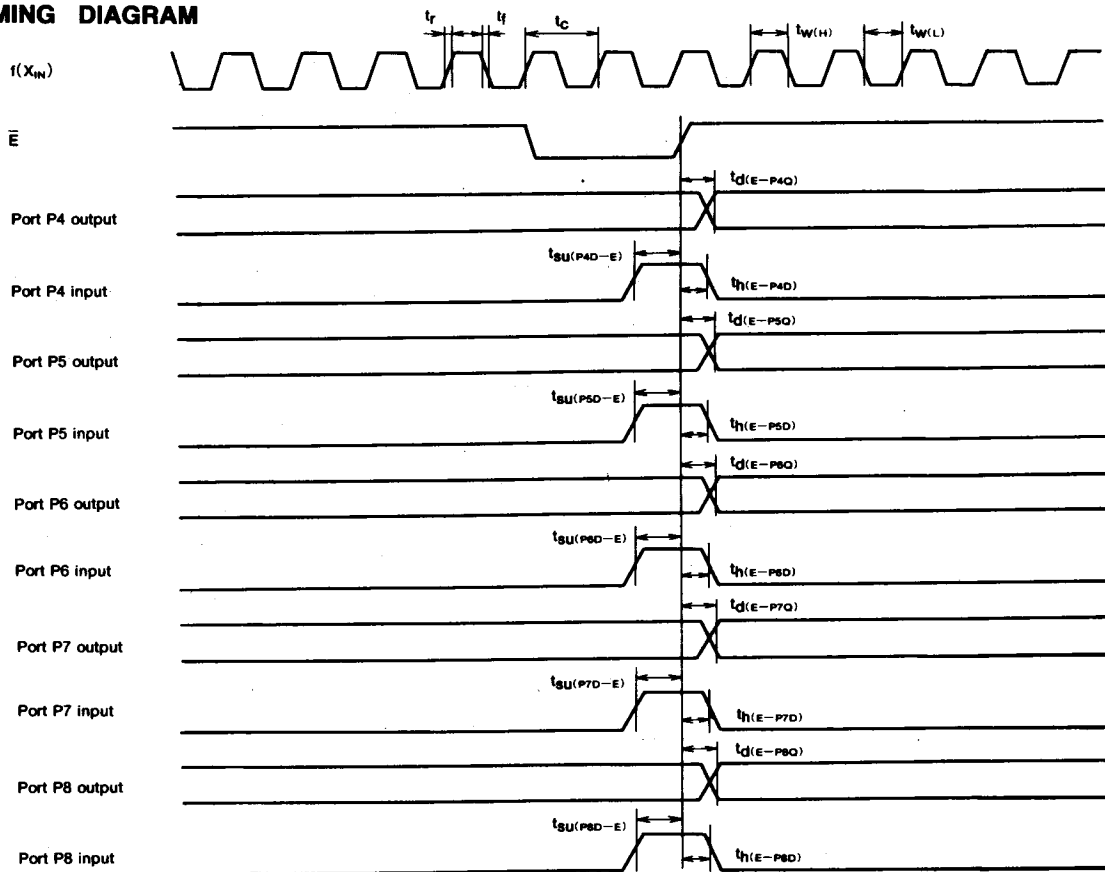 MING DIAGRAM
tr tf tc tW(H) tW(L)
f(XIN)
E̅
td(E−P4Q)
Port P4 output
tsu(P4D−E)
Port P4 input
th(E−P4D)
td(E−P5Q)
Port P5 output
tsu(P5D−E)
Port P5 input
th(E−P5D)
td(E−P6Q)
Port P6 output
tsu(P6D−E)
Port P6 input
th(E−P6D)
td(E−P7Q)
Port P7 output
tsu(P7D−E)
Port P7 input
th(E−P7D)
td(E−P8Q)
Port P8 output
tsu(P8D−E)
Port P8 input
th(E−P8D)